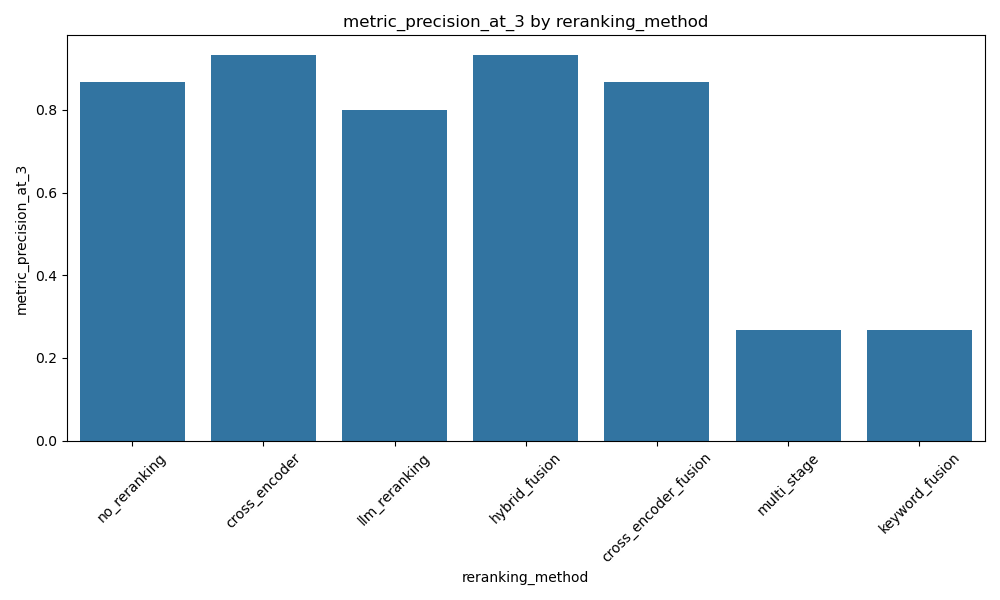 metric_precision_at_3 by reranking_method
metric_precision_at_3
0.8
0.6
0.4
0.2
0.0
no_reranking
cross_encoder
llm_reranking
hybrid_fusion
cross_encoder_fusion
multi_stage
keyword_fusion
reranking_method